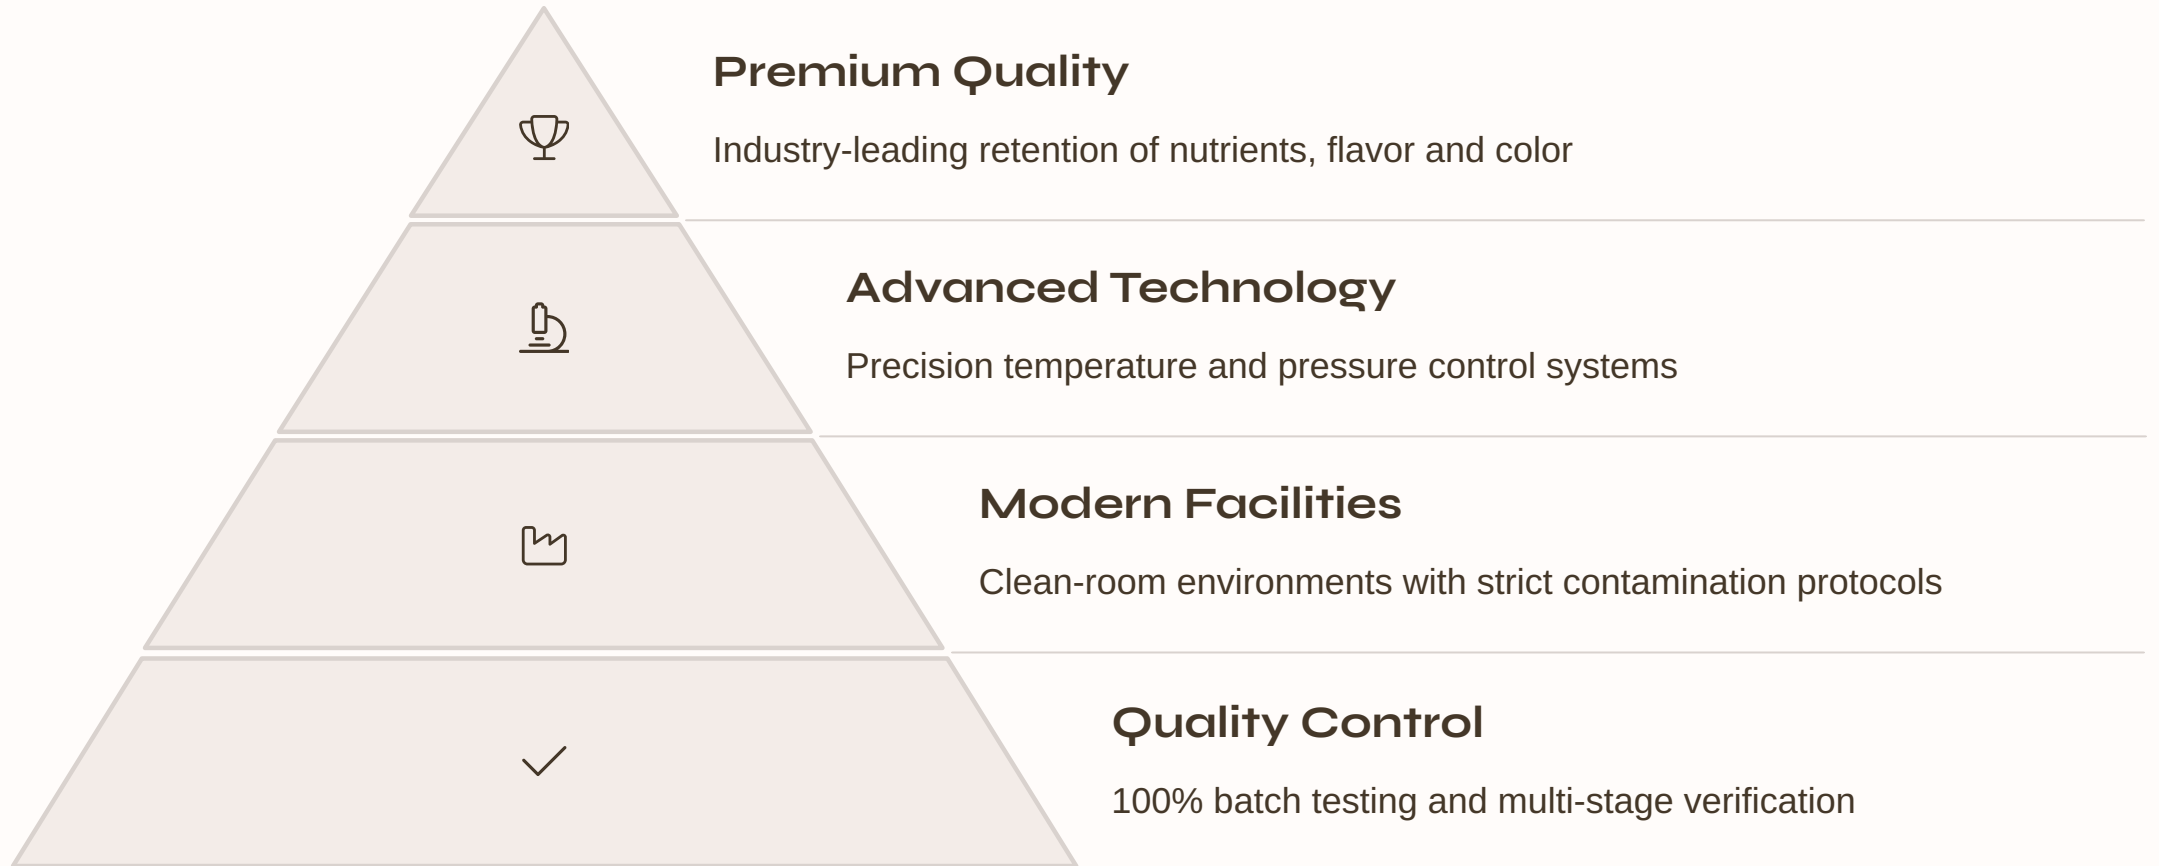 Premium Quality
Industry-leading retention of nutrients, flavor and color
Advanced Technology
Precision temperature and pressure control systems
Modern Facilities
Clean-room environments with strict contamination protocols
Quality Control
100% batch testing and multi-stage verification